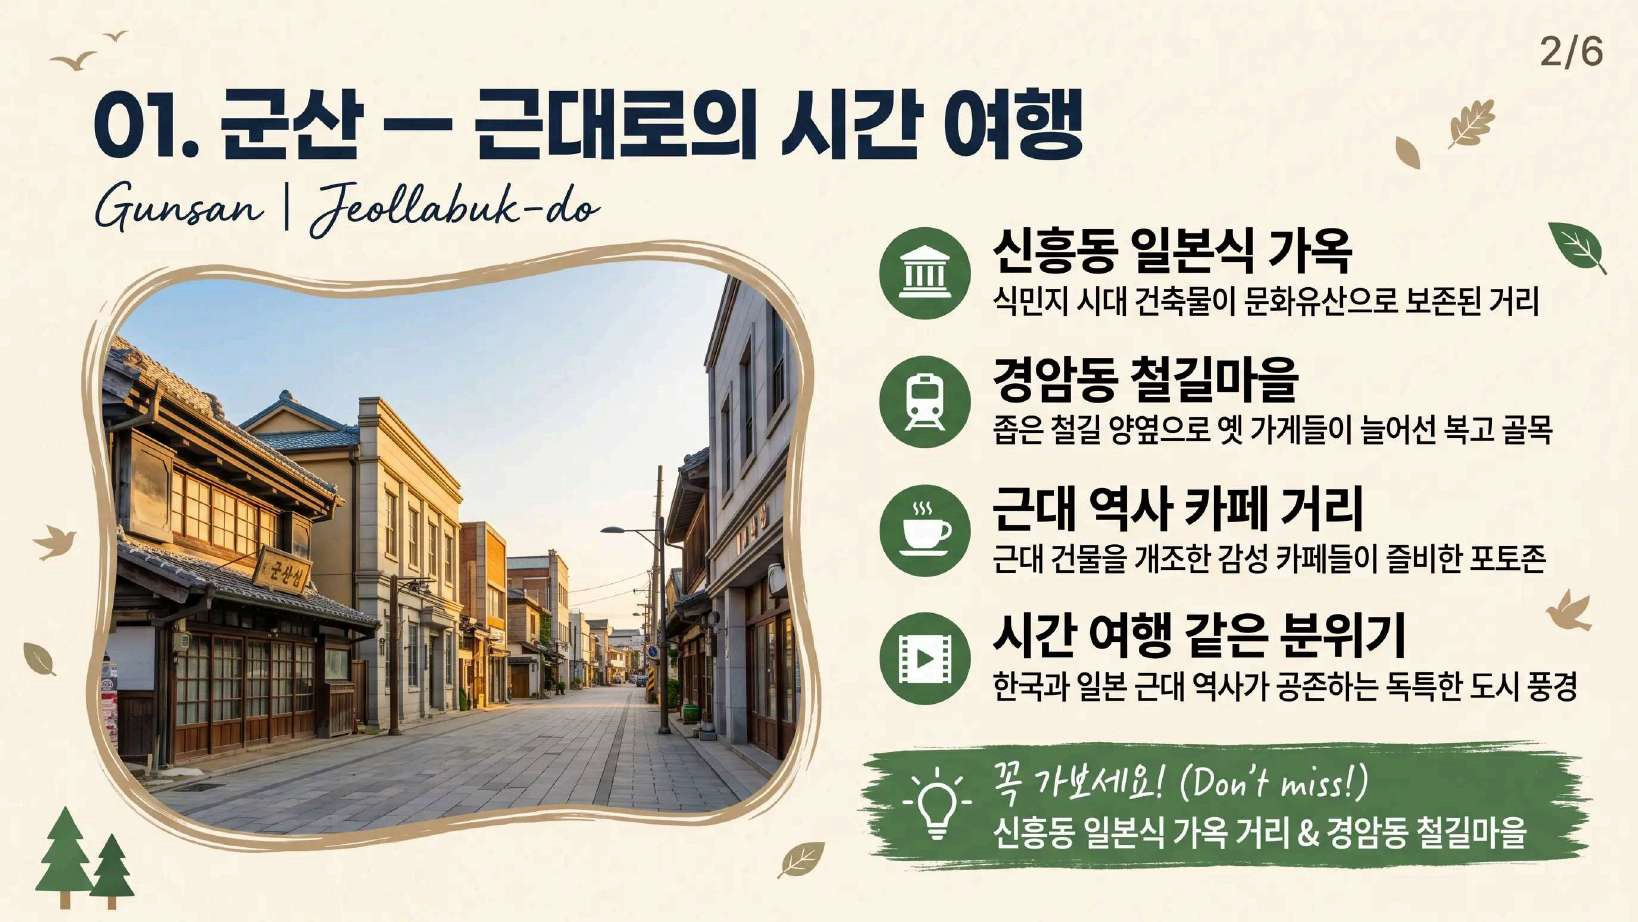 2/6
01. 군산 — 근대로의 시간 여행
Gunsan | Jeollabuk-do
신흥동 일본식 가옥
식민지 시대 건축물이 문화유산으로 보존된 거리
경암동 철길마을
좁은 철길 양옆으로 옛 가게들이 늘어선 복고 골목
근대 역사 카페 거리
근대 건물을 개조한 감성 카페들이 즐비한 포토존
시간 여행 같은 분위기
한국과 일본 근대 역사가 공존하는 독특한 도시 풍경
꼭 가보세요! (Don't miss!)
신흥동 일본식 가옥 거리 & 경암동 철길마을